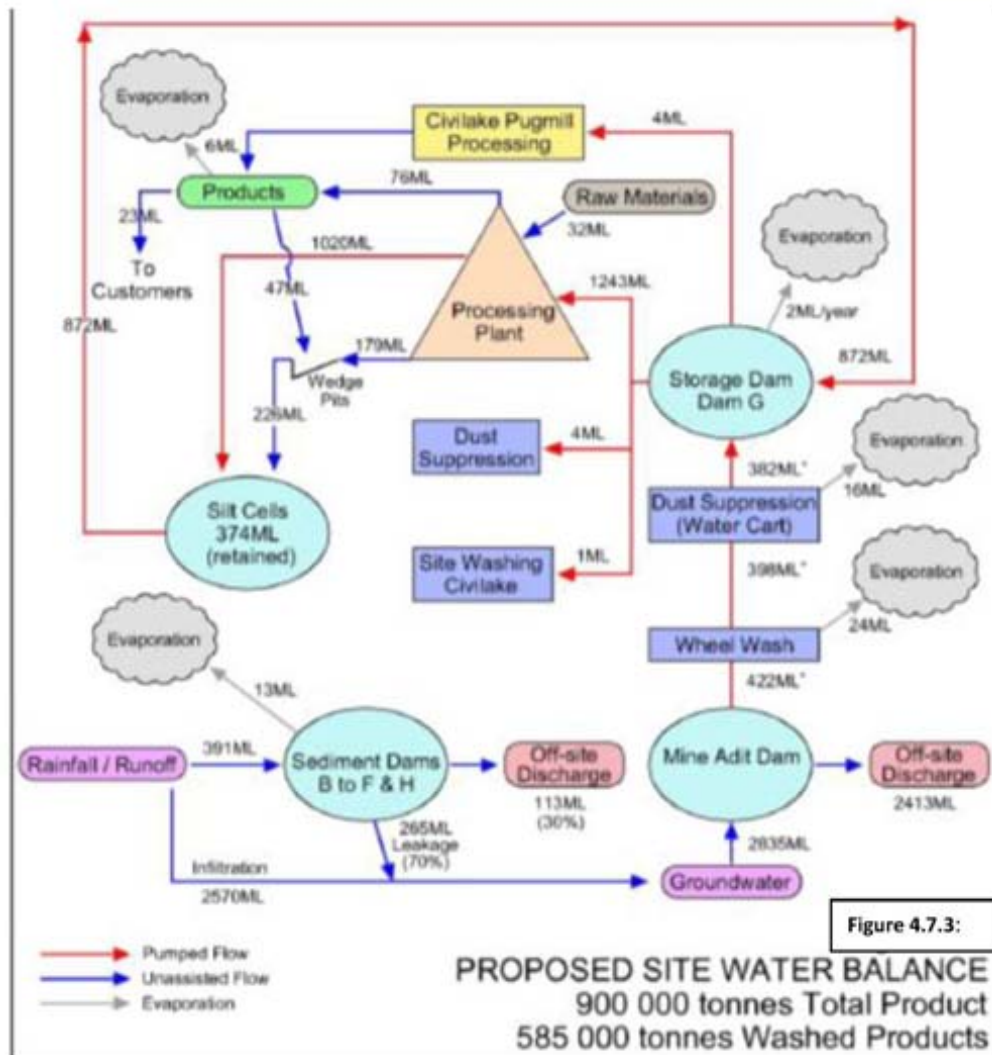 Evaporation
6ML
Civilake Pugmill
Processing
4ML
Products
76ML
Raw Materials
32ML
23ML
To
Customers
1020ML
47ML
1243ML
Evaporation
2ML/year
872ML
Processing
Plant
179ML
Wedge
Pits
226ML
Storage Dam
Dam G
872ML
Dust
Suppression
4ML
382ML*
Evaporation
16ML
Dust Suppression
(Water Cart)
Silt Cells
374ML
(retained)
Site Washing
Civilake
1ML
398ML*
Evaporation
24ML
Wheel Wash
422ML*
Evaporation
13ML
Rainfall / Runoff
391ML
Sediment Dams
B to F & H
Off-site
Discharge
113ML
(30%)
Mine Adit Dam
Off-site
Discharge
2413ML
265ML
Leakage
(70%)
2835ML
Infiltration
2570ML
Groundwater
Figure 4.7.3:
Pumped Flow
Unassisted Flow
Evaporation
PROPOSED SITE WATER BALANCE
900 000 tonnes Total Product
585 000 tonnes Washed Products